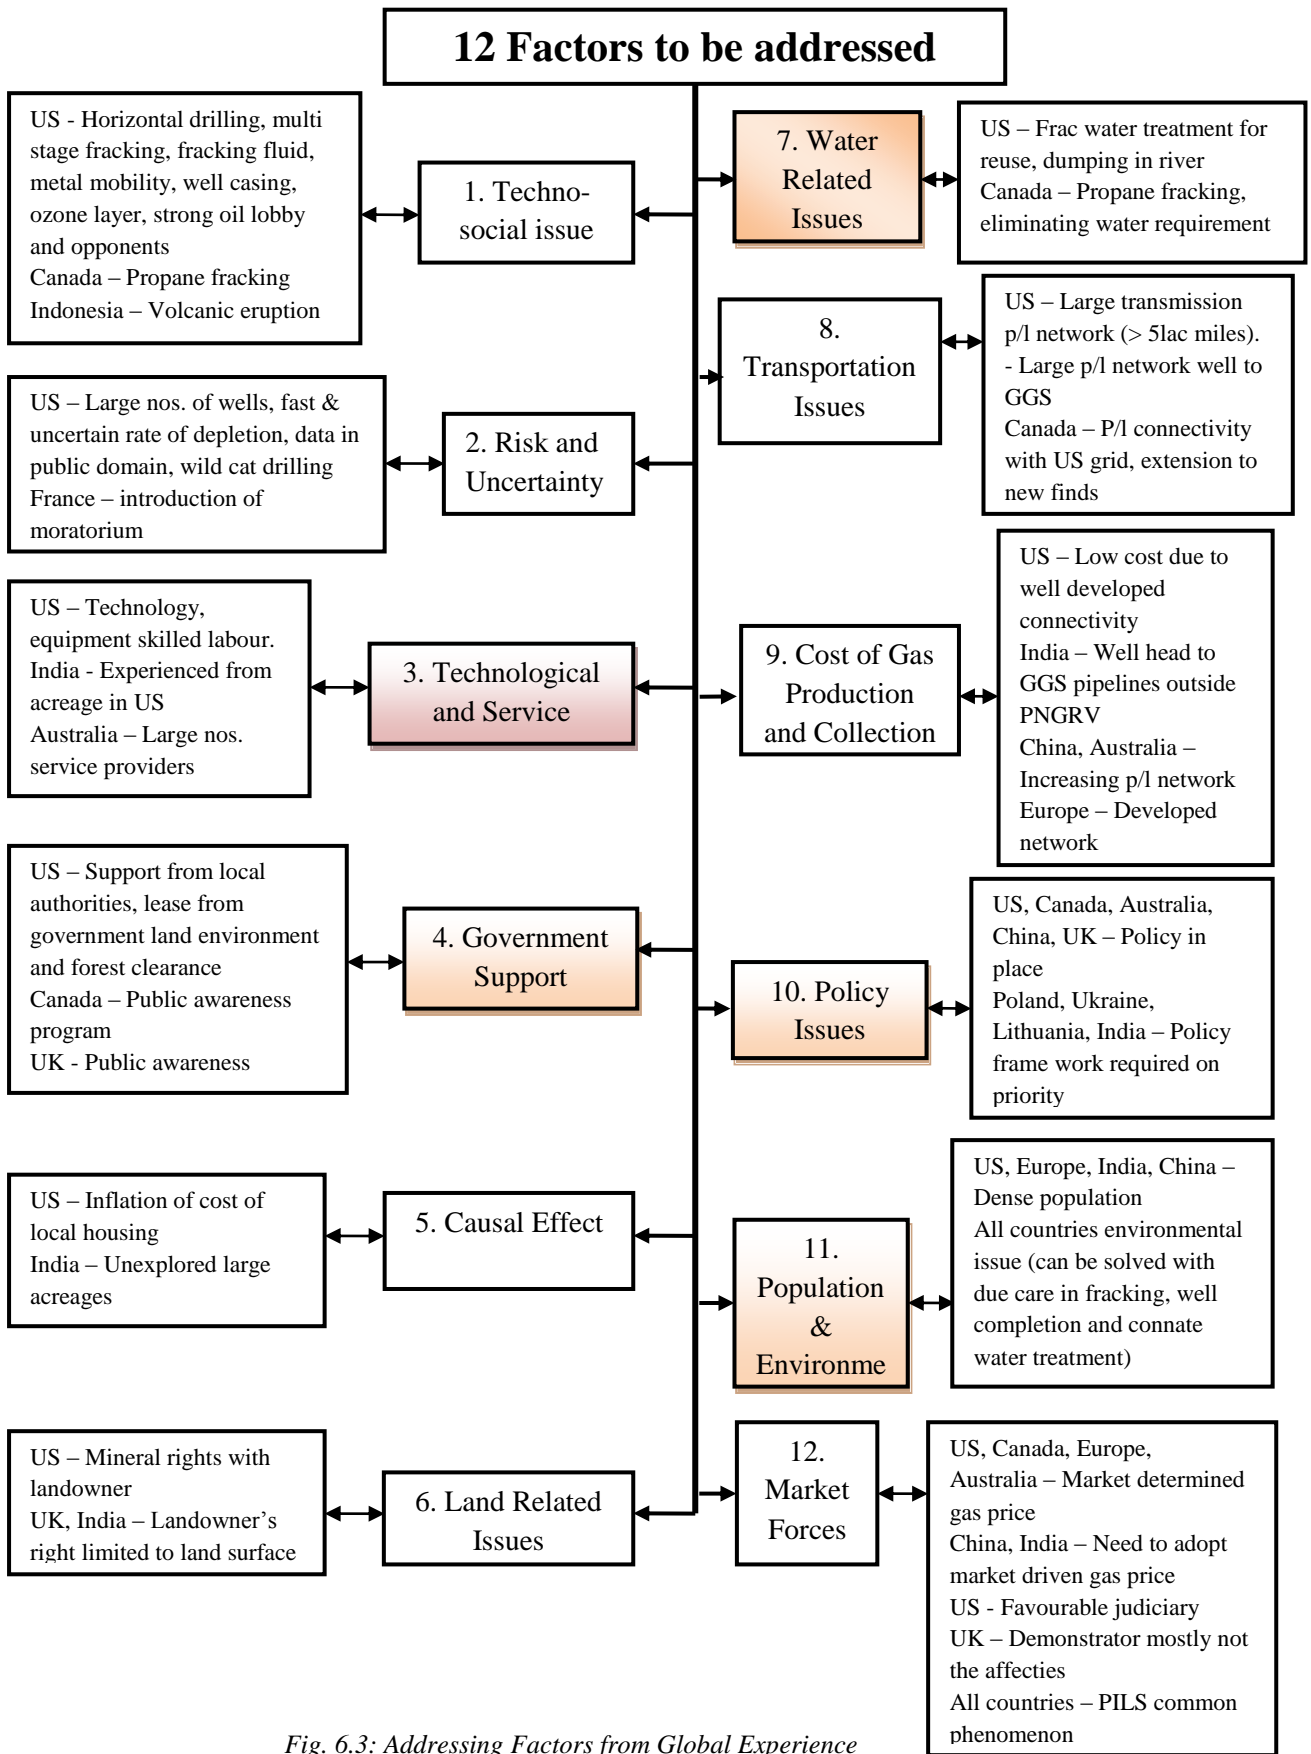 12 Factors to be addressed
US - Horizontal drilling, multi
stage fracking, fracking fluid,
metal mobility, well casing,
ozone layer, strong oil lobby
and opponents
Canada – Propane fracking
Indonesia – Volcanic eruption
1. Techno-
social issue
US – Large nos. of wells, fast &
uncertain rate of depletion, data in
public domain, wild cat drilling
France – introduction of
moratorium
2. Risk and
Uncertainty
US – Technology,
equipment skilled labour.
India - Experienced from
acreage in US
Australia – Large nos.
service providers
3. Technological
and Service
US – Support from local
authorities, lease from
government land environment
and forest clearance
Canada – Public awareness
program
UK - Public awareness
4. Government
Support
US – Inflation of cost of
local housing
India – Unexplored large
acreages
5. Causal Effect
US – Mineral rights with
landowner
UK, India – Landowner’s
right limited to land surface
6. Land Related
Issues
7. Water
Related
Issues
US – Frac water treatment for
reuse, dumping in river
Canada – Propane fracking,
eliminating water requirement
8.
Transportation
Issues
US – Large transmission
p/l network (> 5lac miles).
- Large p/l network well to
GGS
Canada – P/l connectivity
with US grid, extension to
new finds
9. Cost of Gas
Production
and Collection
US – Low cost due to
well developed
connectivity
India – Well head to
GGS pipelines outside
PNGRV
China, Australia –
Increasing p/l network
Europe – Developed
network
10. Policy
Issues
US, Canada, Australia,
China, UK – Policy in
place
Poland, Ukraine,
Lithuania, India – Policy
frame work required on
priority
11.
Population
&
Environme
US, Europe, India, China –
Dense population
All countries environmental
issue (can be solved with
due care in fracking, well
completion and connate
water treatment)
12.
Market
Forces
US, Canada, Europe,
Australia – Market determined
gas price
China, India – Need to adopt
market driven gas price
US - Favourable judiciary
UK – Demonstrator mostly not
the affecties
All countries – PILS common
phenomenon
Fig. 6.3: Addressing Factors from Global Experience